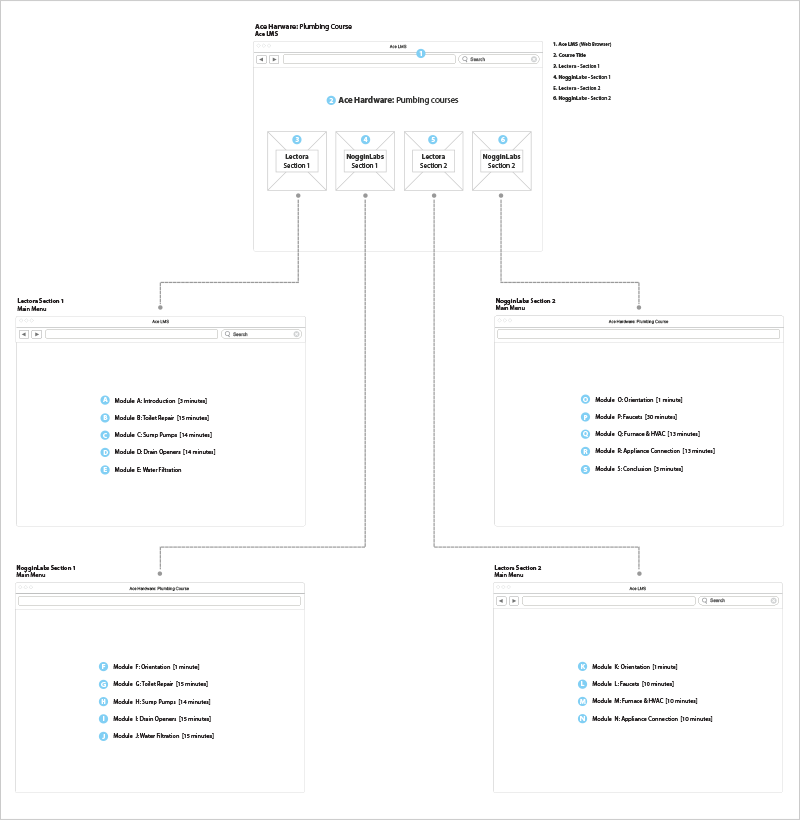 Ace Harware: Plumbing Course
Ace LMS
Ace LMS
1
Search
1. Ace LMS (Web Browser)
2. Course Title
3. Lectora - Section 1
4. NogginLabs - Section 1
5. Lectora - Section 2
6. NogginLabs - Section 2
2 Ace Hardware: Pumbing courses
3
Lectora
Section 1
4
NogginLabs
Section 1
5
Lectora
Section 2
6
NogginLabs
Section 2
Lectora Section 1
Main Menu
Ace LMS
Search
A Module A: Introduction [3 minutes]
B Module B: Toilet Repair [15 minutes]
C Module C: Sump Pumps [14 minutes]
D Module D: Drain Openers [14 minutes]
E Module E: Water Filtration
NogginLabs Section 2
Main Menu
Ace Hardware: Plumbing Course
O Module O: Orientation [1 minute]
P Module P: Faucets [30 minutes]
Q Module Q: Furnace & HVAC [13 minutes]
R Module R: Appliance Connection [13 minutes]
S Module S: Conclusion [3 minutes]
NogginLabs Section 1
Main Menu
Ace Hardware: Plumbing Course
F Module F: Orientation [1 minute]
G Module G: Toilet Repair [15 minutes]
H Module H: Sump Pumps [14 minutes]
I Module I: Drain Openers [15 minutes]
J Module J: Water Filtration [15 minutes]
Lectora Section 2
Main Menu
Ace LMS
Search
K Module K: Orientation [1 minute]
L Module L: Faucets [10 minutes]
M Module M: Furnace & HVAC [10 minutes]
N Module N: Appliance Connection [10 minutes]